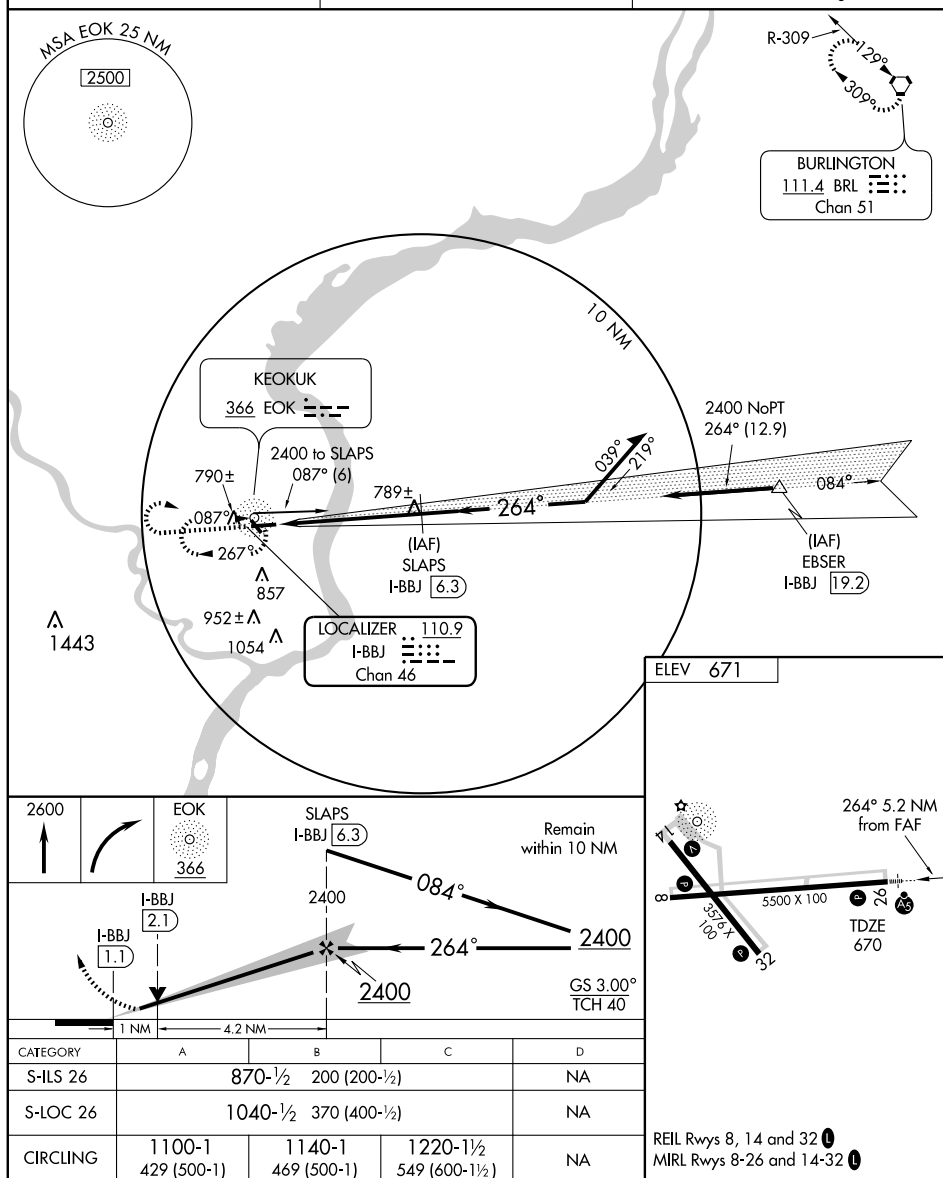 MSA EOK 25 NM
2500
R-309
129°
309°
BURLINGTON
111.4 BRL
Chan 51
10 NM
KEOKUK
366 EOK
2400 to SLAPS
087° (6)
790±
789±
087°
267°
264°
039°
219°
2400 NoPT
264° (12.9)
084°
(IAF)
SLAPS
I-BBJ 6.3
(IAF)
EBSER
I-BBJ 19.2
857
952±
1054
1443
LOCALIZER 110.9
I-BBJ
Chan 46
ELEV 671
264° 5.2 NM
from FAF
14
8
P
V
P
5500 X 100
3576 X
100
P
26
A5
TDZE
670
P
32
REIL Rwys 8, 14 and 32 L
MIRL Rwys 8-26 and 14-32 L
2600
EOK
366
SLAPS
I-BBJ 6.3
Remain
within 10 NM
I-BBJ
2.1
I-BBJ
1.1
2400
084°
264°
2400
2400
GS 3.00°
TCH 40
1 NM
4.2 NM
CATEGORY A B C D
S-ILS 26 870-½ 200 (200-½) NA
S-LOC 26 1040-½ 370 (400-½) NA
CIRCLING 1100-1 429 (500-1) 1140-1 469 (500-1) 1220-1½ 549 (600-1½) NA